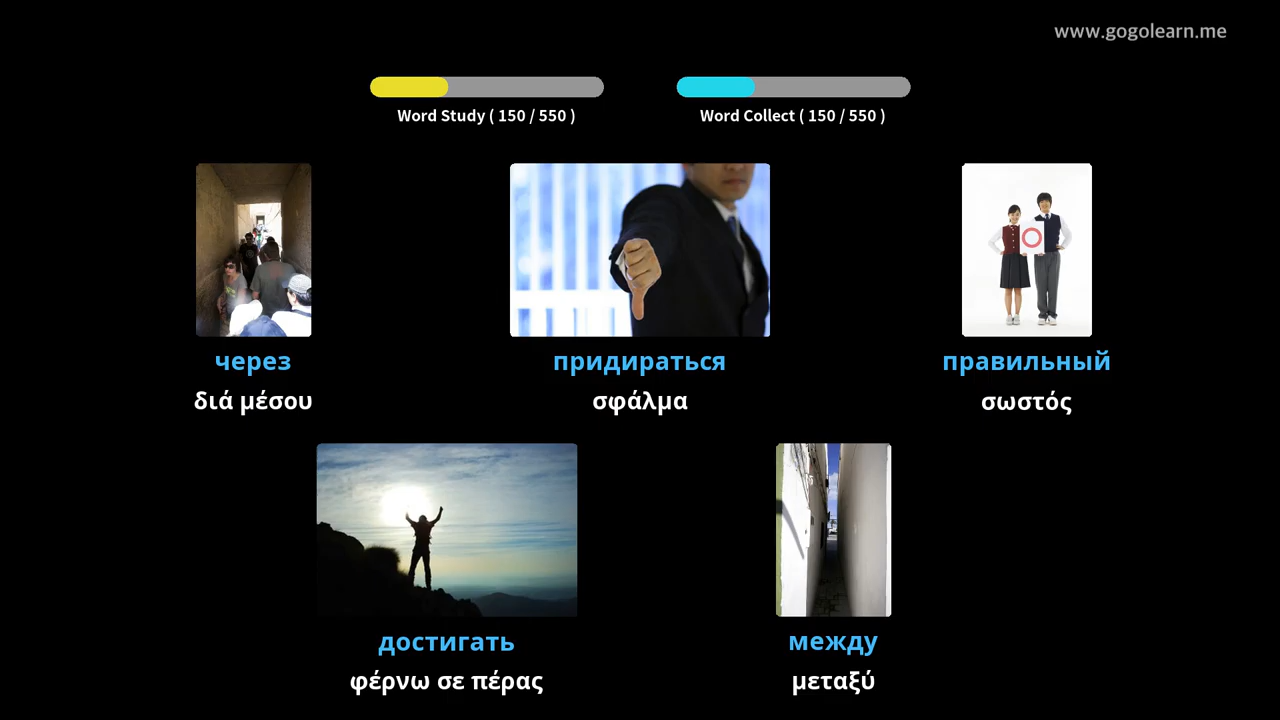 www.gogolearn.me
Word Study ( 150 / 550 )
Word Collect ( 150 / 550 )
через
придираться
правильный
διά μέσου
σφάλμα
σωστός
достигать
между
φέρνω σε πέρας
μεταξύ